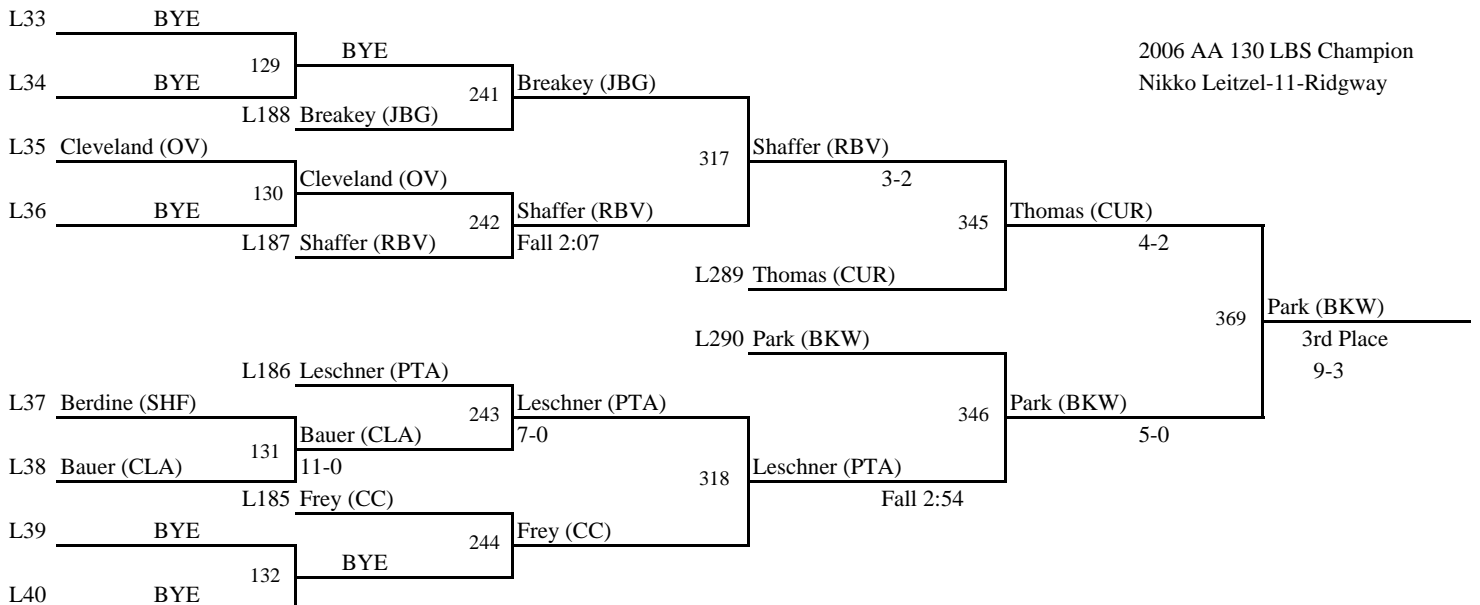 L33 BYE
BYE
2006 AA 130 LBS Champion
129
L34 BYE
241 Breakey (JBG)
Nikko Leitzel-11-Ridgway
L188 Breakey (JBG)
L35 Cleveland (OV)
317 Shaffer (RBV)
Cleveland (OV)
3-2
130
L36 BYE
242 Shaffer (RBV)
345 Thomas (CUR)
L187 Shaffer (RBV)
Fall 2:07
4-2
L289 Thomas (CUR)
369 Park (BKW)
L290 Park (BKW)
3rd Place
L186 Leschner (PTA)
9-3
L37 Berdine (SHF)
243 Leschner (PTA)
346 Park (BKW)
Bauer (CLA)
7-0
5-0
131
L38 Bauer (CLA)
11-0
318 Leschner (PTA)
L185 Frey (CC)
Fall 2:54
L39 BYE
244 Frey (CC)
BYE
132
L40 BYE